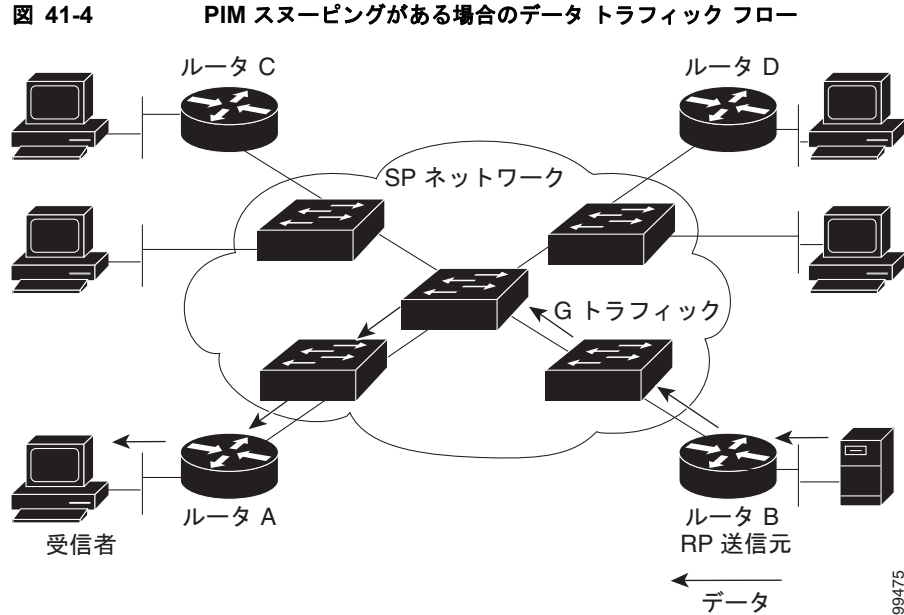 図 41-4 PIM スヌーピングがある場合のデータ トラフィック フロー
ルータ C
ルータ D
SP ネットワーク
G トラフィック
ルータ A
ルータ B
受信者
RP 送信元
データ
99475